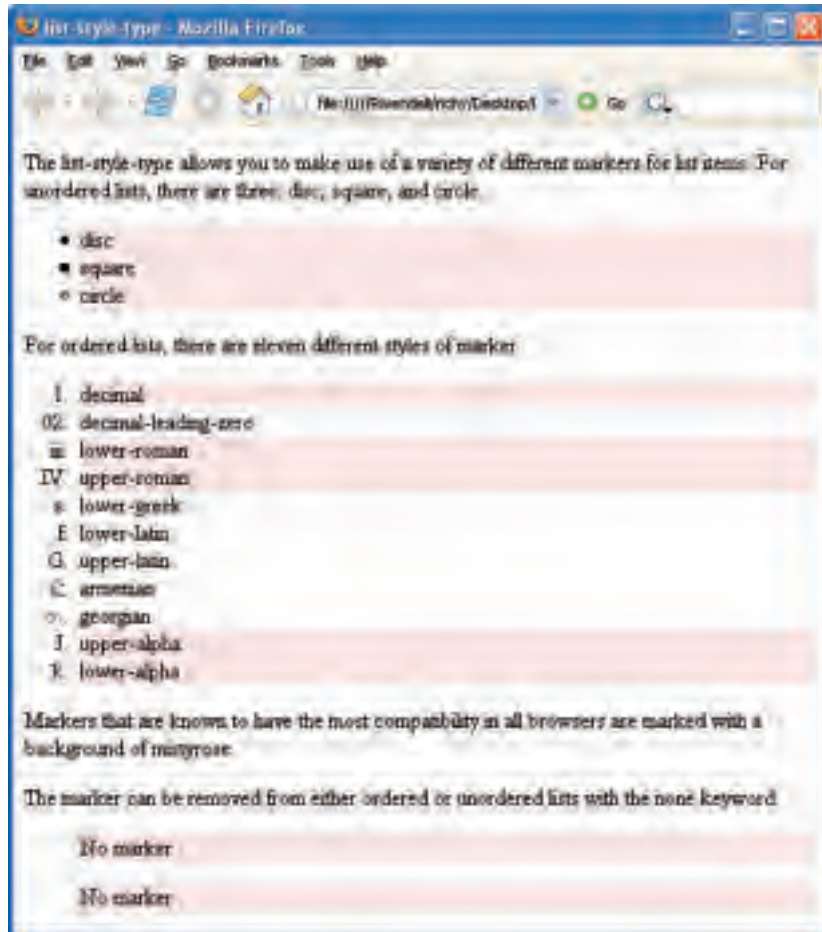 list-style-type - Mozilla Firefox
File Edit View Go Bookmarks Tools Help
Go
The list-style-type allows you to make use of a variety of different markers for list items. For
unordered lists, there are three: disc, square, and circle.
disc
square
circle
For ordered lists, there are eleven different styles of marker
1. decimal
02. decimal-leading-zero
iii. lower-roman
IV. upper-roman
lower-greek
f. lower-latin
G. upper-latin
armenian
georgian
J. upper-alpha
k. lower-alpha
Markers that are known to have the most compatibility in all browsers are marked with a
background of mistyrose
The marker can be removed from either ordered or unordered lists with the none keyword
No marker
No marker